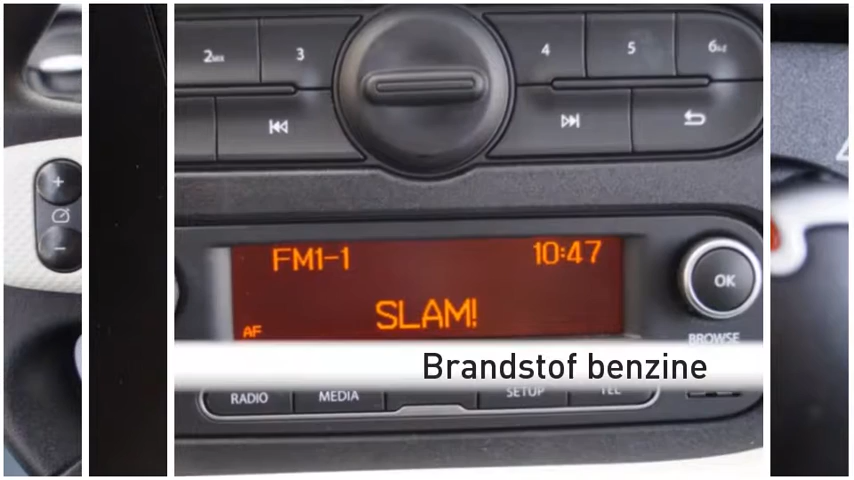 2 3 4 5 6
FM1-1 10:47
SLAM!
AF
OK
BROWSE
Brandstof benzine
RADIO MEDIA SETUP TEL